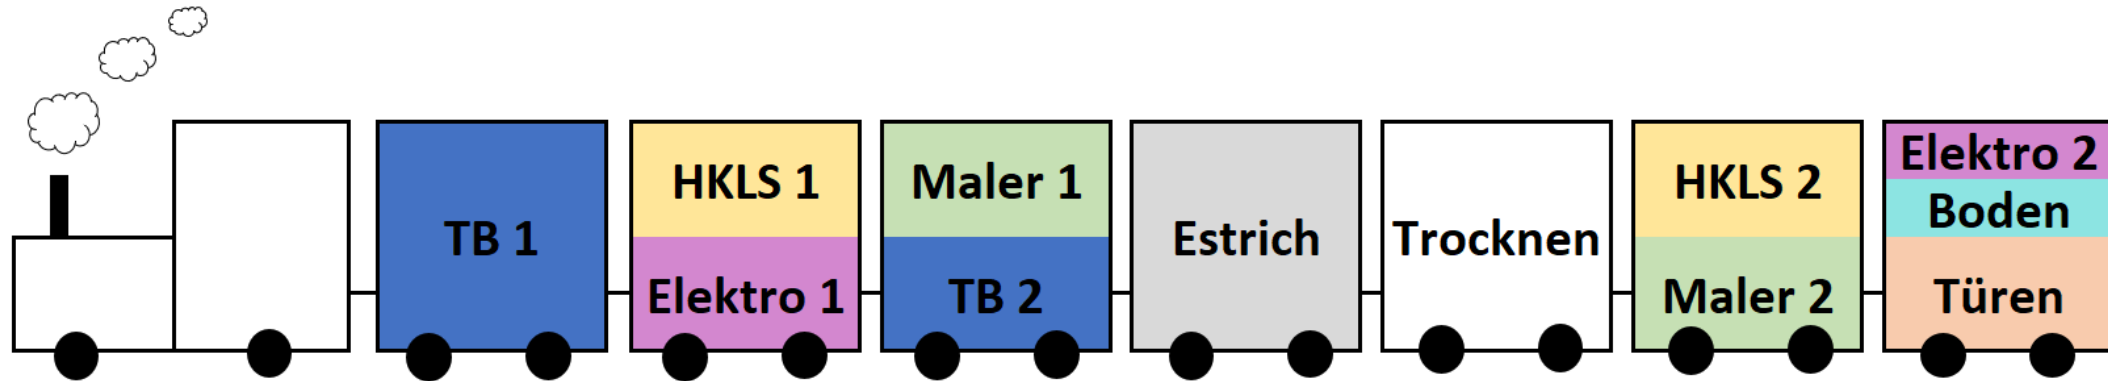 TB 1
HKLS 1
Elektro 1
Maler 1
TB 2
Estrich
Trocknen
HKLS 2
Maler 2
Elektro 2
Boden
Türen